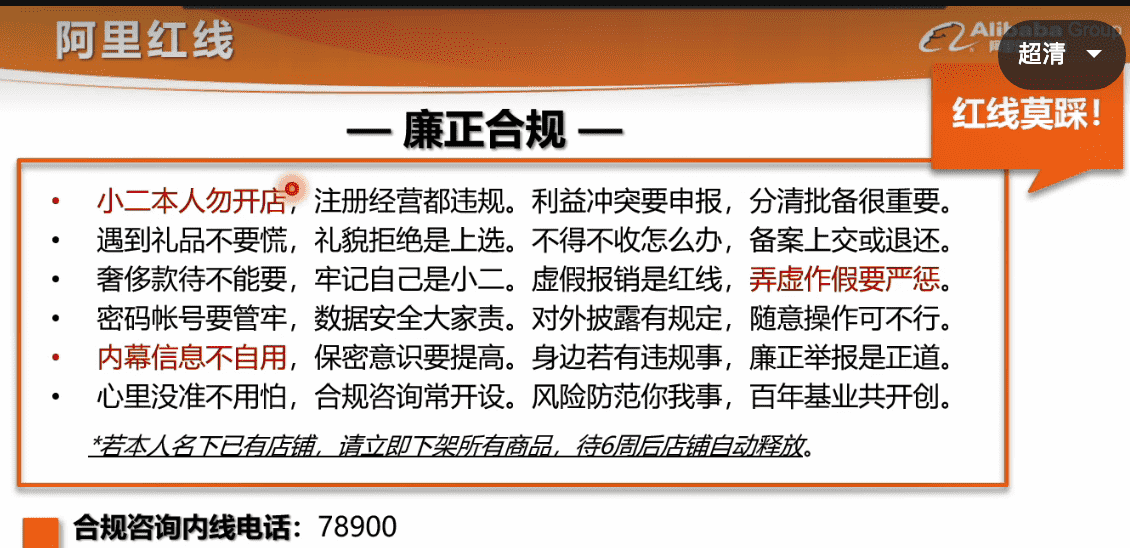 阿里红线
Alibaba Group
超清
红线莫踩！
— 廉正合规 —
• 小二本人勿开店，注册经营都违规。利益冲突要申报，分清批备很重要。
• 遇到礼品不要慌，礼貌拒绝是上选。不得不收怎么办，备案上交或退还。
• 奢侈款待不能要，牢记自己是小二。虚假报销是红线，弄虚作假要严惩。
• 密码帐号要管牢，数据安全大家责。对外披露有规定，随意操作可不行。
• 内幕信息不自用，保密意识要提高。身边若有违规事，廉正举报是正道。
• 心里没准不用怕，合规咨询常开设。风险防范你我事，百年基业共开创。
*若本人名下已有店铺，请立即下架所有商品，待6周后店铺自动释放。
合规咨询内线电话：78900